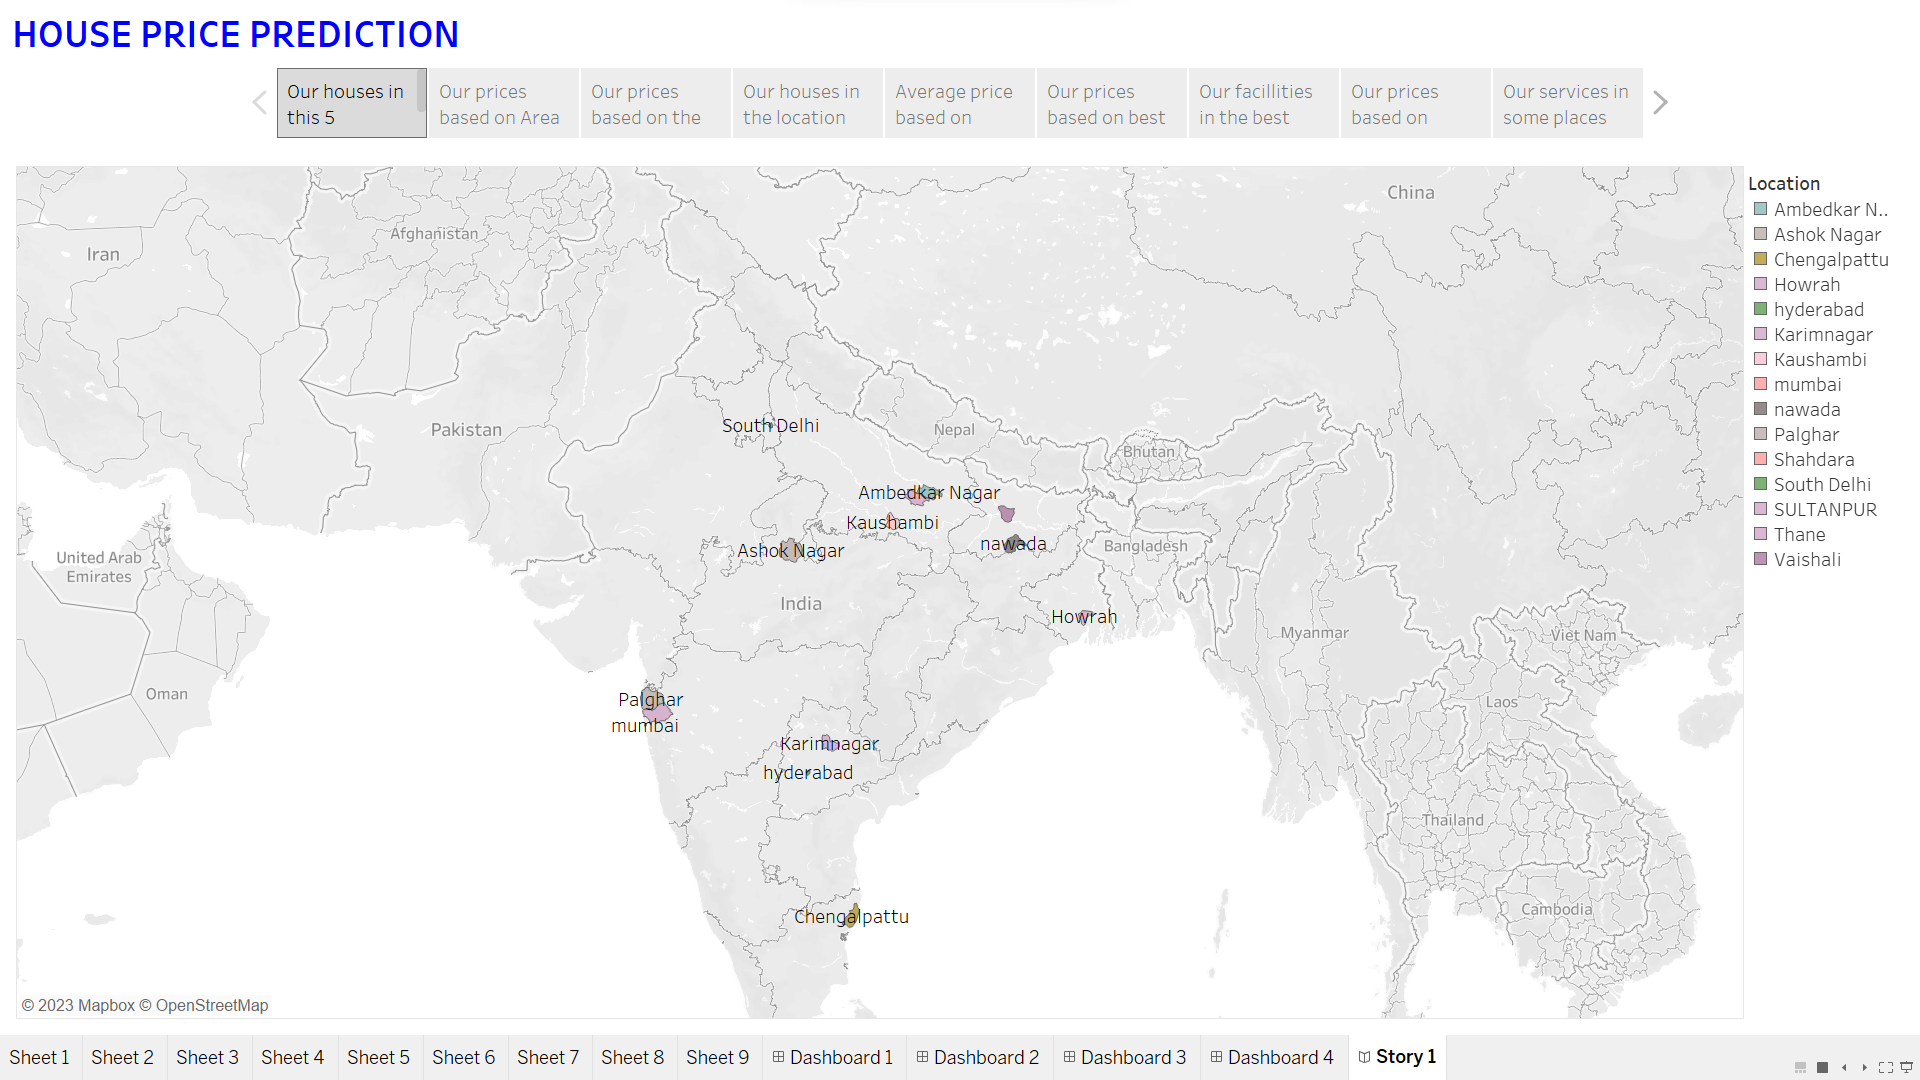 HOUSE PRICE PREDICTION
Our houses in
this 5
Our prices
based on Area
Our prices
based on the
Our houses in
the location
Average price
based on
Our prices
based on best
Our facillities
in the best
Our prices
based on
Our services in
some places
China
Afghanistan
Iran
Pakistan
South Delhi
Nepal
Bhutan
Ambedkar Nagar
Kaushambi
Ashok Nagar
nawada
Bangladesh
United Arab
Emirates
India
Howrah
Myanmar
Viet Nam
Oman
Palghar
mumbai
Laos
Karimnagar
hyderabad
Thailand
Chengalpattu
Cambodia
© 2023 Mapbox © OpenStreetMap
Location
Ambedkar N..
Ashok Nagar
Chengalpattu
Howrah
hyderabad
Karimnagar
Kaushambi
mumbai
nawada
Palghar
Shahdara
South Delhi
SULTANPUR
Thane
Vaishali
Sheet 1
Sheet 2
Sheet 3
Sheet 4
Sheet 5
Sheet 6
Sheet 7
Sheet 8
Sheet 9
Dashboard 1
Dashboard 2
Dashboard 3
Dashboard 4
Story 1